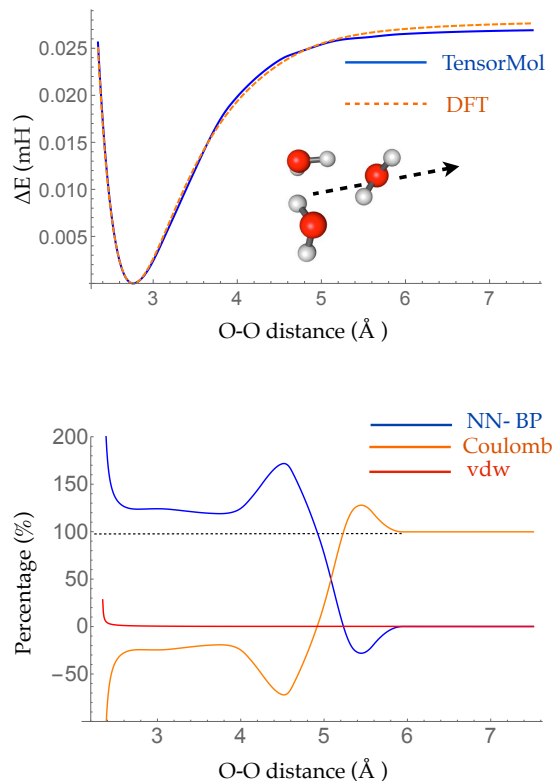 0.025
0.020
0.015
0.010
0.005
ΔE (mH)
TensorMol
DFT
3 4 5 6 7
O-O distance (Å )
NN- BP
Coulomb
vdw
200
150
100
50
0
−50
Percentage (%)
3 4 5 6 7
O-O distance (Å )